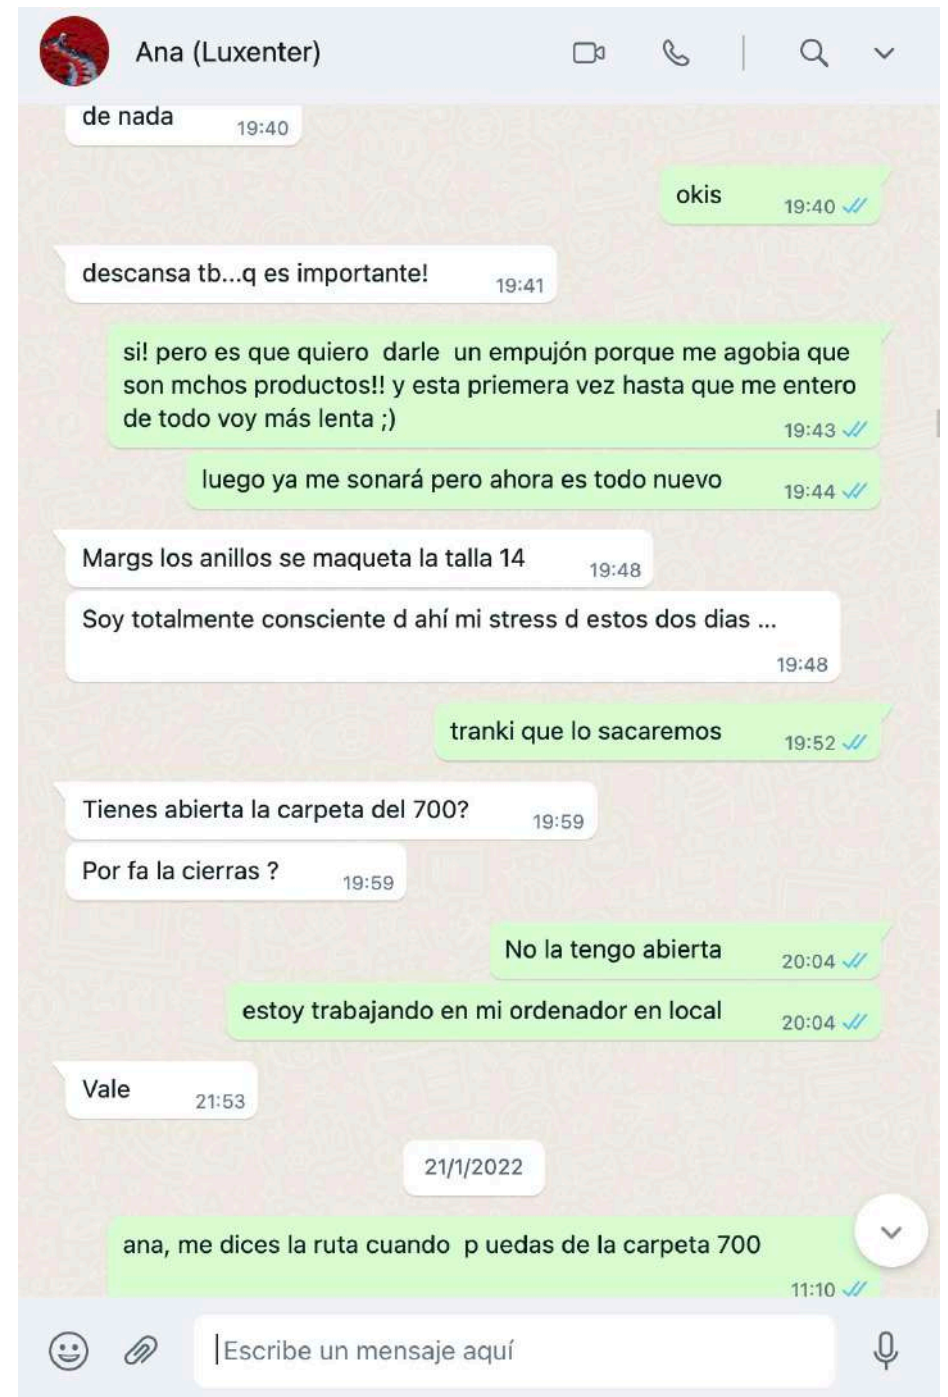 Ana (Luxenter)
de nada
19:40
okis
19:40
descansa tb...q es importante!
19:41
si! pero es que quiero darle un empujón porque me agobia que
son mchos productos!! y esta priemera vez hasta que me entero
de todo voy más lenta ;)
19:43
luego ya me sonará pero ahora es todo nuevo
19:44
Margs los anillos se maqueta la talla 14
19:48
Soy totalmente consciente d ahí mi stress d estos dos dias ...
19:48
tranki que lo sacaremos
19:52
Tienes abierta la carpeta del 700?
19:59
Por fa la cierras ?
19:59
No la tengo abierta
20:04
estoy trabajando en mi ordenador en local
20:04
Vale
21:53
21/1/2022
ana, me dices la ruta cuando p uedas de la carpeta 700
11:10
Escribe un mensaje aquí